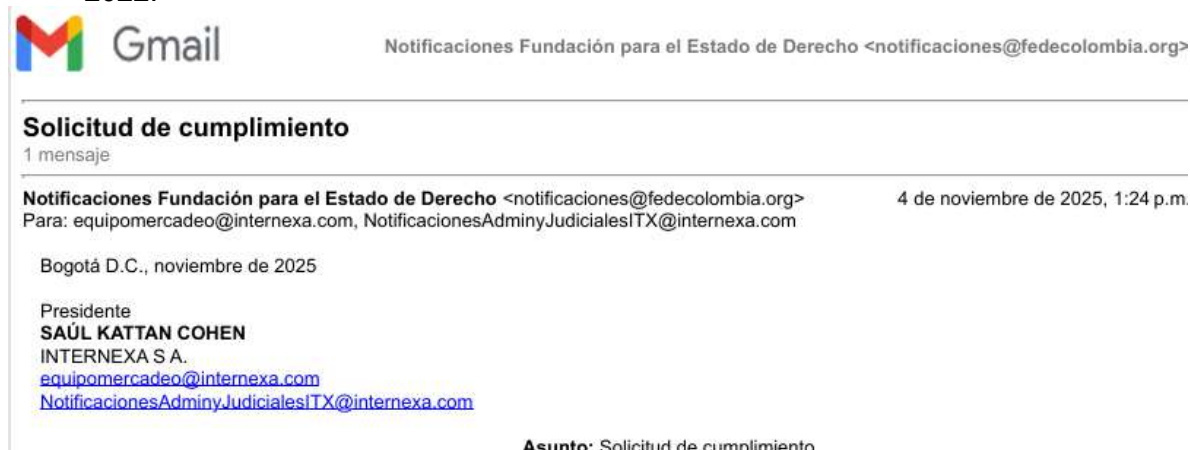 2022.
Gmail
Notificaciones Fundación para el Estado de Derecho <notificaciones@fedecolombia.org>
Solicitud de cumplimiento
1 mensaje
Notificaciones Fundación para el Estado de Derecho <notificaciones@fedecolombia.org> 4 de noviembre de 2025, 1:24 p.m.
Para: equipomercadeo@internexa.com, NotificacionesAdminyJudicialesITX@internexa.com
Bogotá D.C., noviembre de 2025
Presidente
SAÚL KATTAN COHEN
INTERNEXA S A.
equipomercadeo@internexa.com
NotificacionesAdminyJudicialesITX@internexa.com
Asunto: Solicitud de cumplimiento